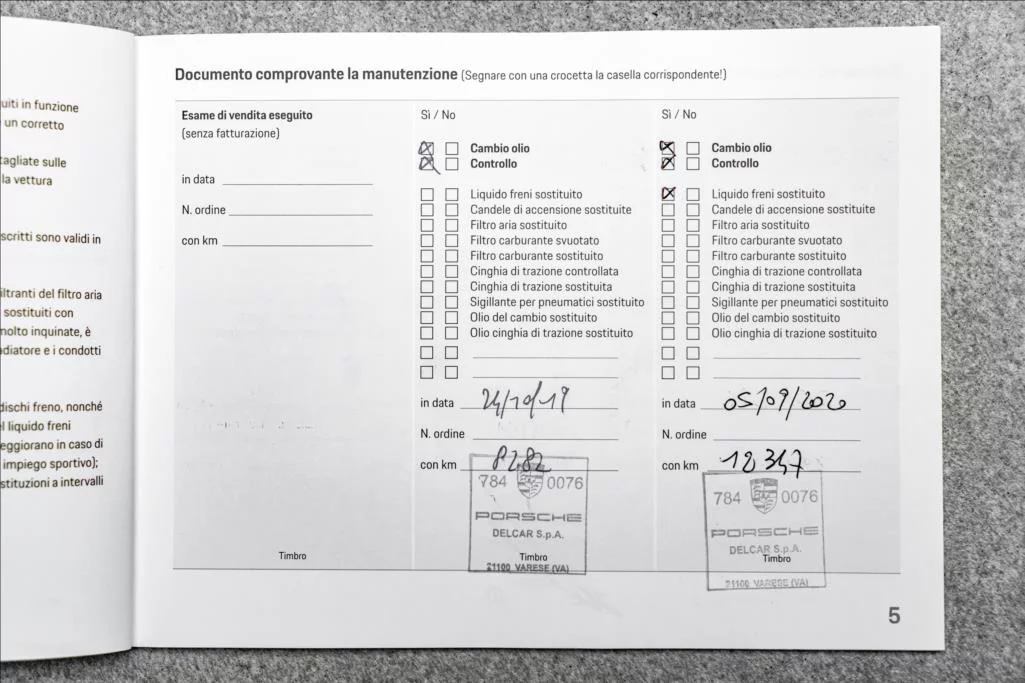 uiti in funzione
un corretto
tagliate sulle
la vettura
scritti sono validi in
iltranti del filtro aria
sostituiti con
nolto inquinate, è
diatore e i condotti
dischi freno, nonché
l liquido freni
eggiorano in caso di
impiego sportivo);
stituzioni a intervalli
Documento comprovante la manutenzione (Segnare con una crocetta la casella corrispondente!)
Esame di vendita eseguito
(senza fatturazione)
in data
N. ordine
con km
Timbro
Sì / No
Cambio olio
Controllo
Liquido freni sostituito
Candele di accensione sostituite
Filtro aria sostituito
Filtro carburante svuotato
Filtro carburante sostituito
Cinghia di trazione controllata
Cinghia di trazione sostituita
Sigillante per pneumatici sostituito
Olio del cambio sostituito
Olio cinghia di trazione sostituito
in data 24/10/19
N. ordine
con km 8282
784 0076
PORSCHE
DELCAR S.p.A.
Timbro
21100 VARESE (VA)
Sì / No
Cambio olio
Controllo
Liquido freni sostituito
Candele di accensione sostituite
Filtro aria sostituito
Filtro carburante svuotato
Filtro carburante sostituito
Cinghia di trazione controllata
Cinghia di trazione sostituita
Sigillante per pneumatici sostituito
Olio del cambio sostituito
Olio cinghia di trazione sostituito
in data 05/09/2020
N. ordine
con km 12347
784 0076
PORSCHE
DELCAR S.p.A.
Timbro
21100 VARESE (VA)
5